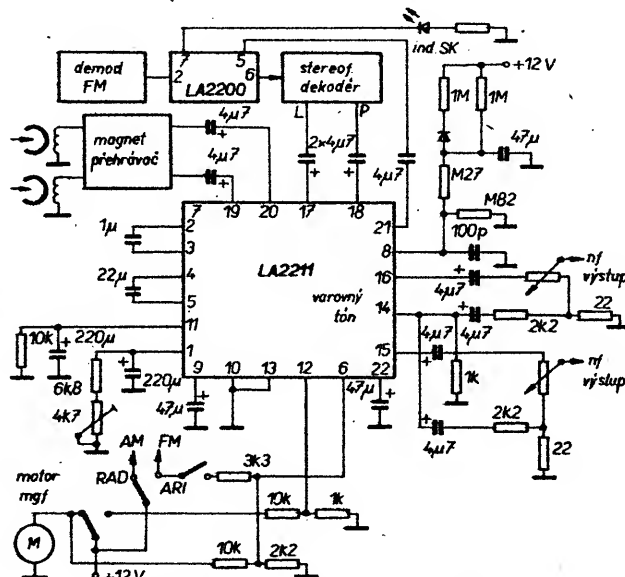 demod
FM
7
5
2
6
LA2200
stereof.
dekodér
ind. SK
+12V
1M
1M
47µ
M27
M82
100p
L
P
magnet
přehrávač
4µ7
4µ7
2×4µ7
4µ7
7
19
20
17
18
21
1µ
2
3
22µ
4
5
LA2211
varovný
tón
8
16
14
15
4µ7
4µ7
nf
výstup
2k2
22
10k
220µ
11
1
6k8
4k7
220µ
9
10
13
12
6
22
47µ
47µ
4µ7
4µ7
1k
4µ7
2k2
22
nf
výstup
AM
FM
RAD
ARI
3k3
motor
mgf
M
10k
1k
10k
2k2
+12V